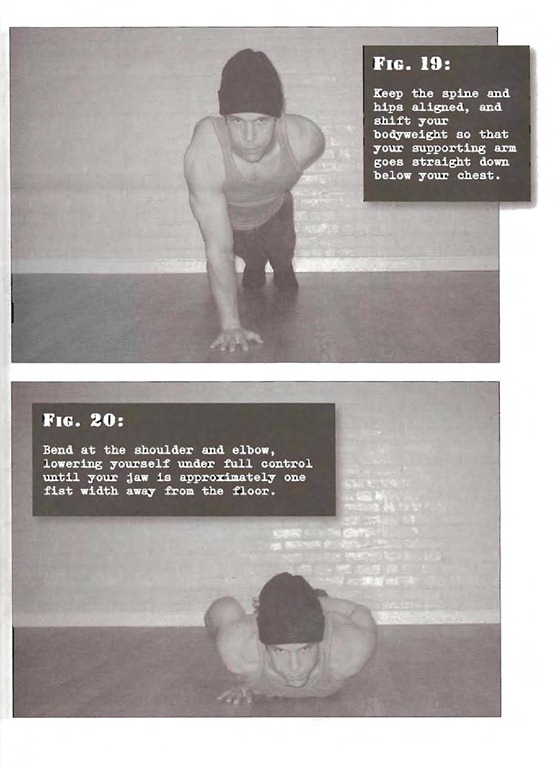 Fig. 19:
Keep the spine and
hips aligned, and
shift your
bodyweight so that
your supporting arm
goes straight down
below your chest.
Fig. 20:
Bend at the shoulder and elbow,
lowering yourself under full control
until your jaw is approximately one
fist width away from the floor.